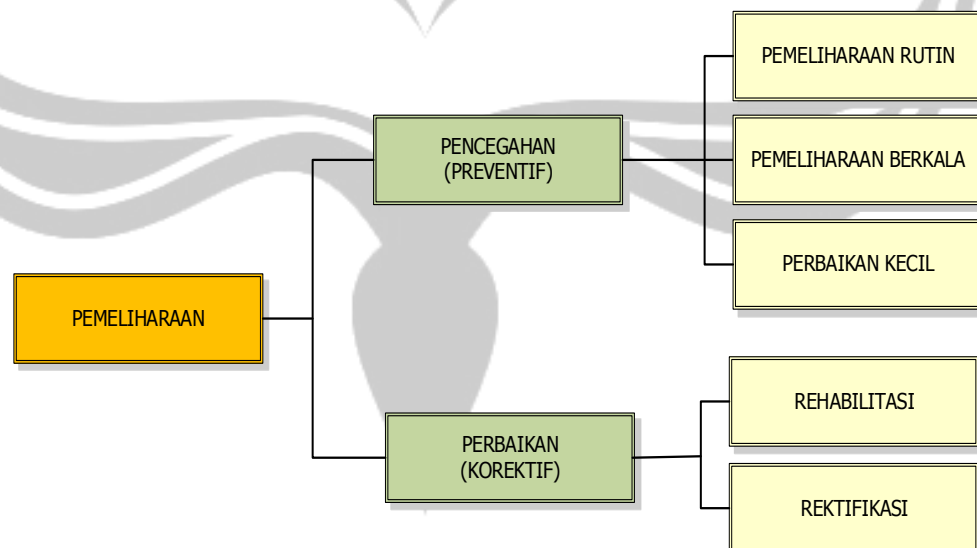 PEMELIHARAAN
PENCEGAHAN
(PREVENTIF)
PEMELIHARAAN RUTIN
PEMELIHARAAN BERKALA
PERBAIKAN KECIL
PERBAIKAN
(KOREKTIF)
REHABILITASI
REKTIFIKASI